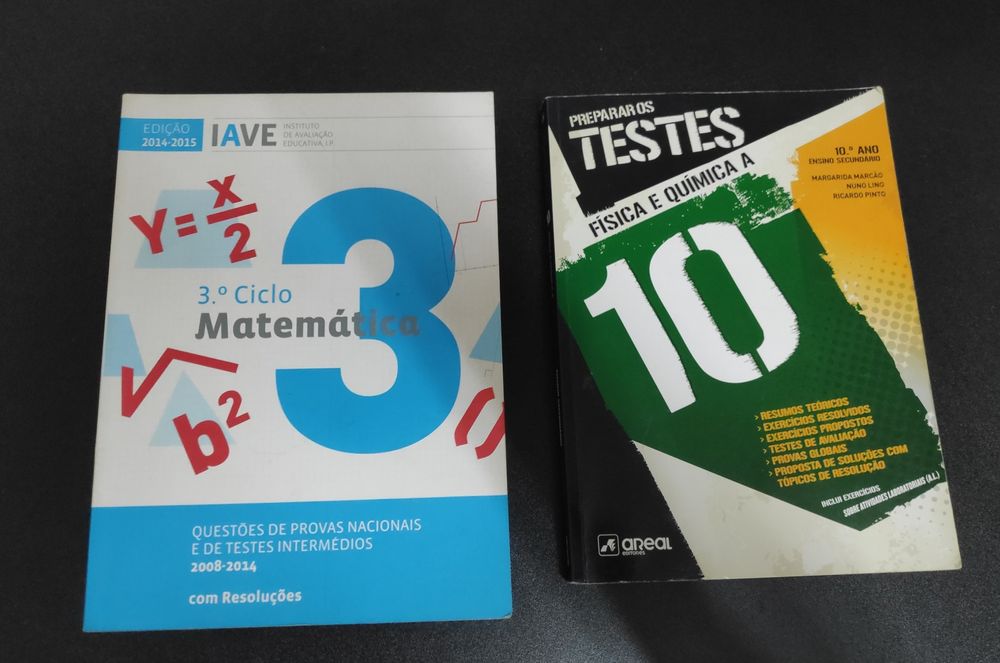 EDIÇÃO
2014-2015
IAVE
INSTITUTO
DE AVALIAÇÃO
EDUCATIVA, I.P.
Y = x
2
3
3.º Ciclo
Matemática
√
b²
0
QUESTÕES DE PROVAS NACIONAIS
E DE TESTES INTERMÉDIOS
2008-2014
com Resoluções
PREPARAR OS
TESTES
FÍSICA E QUÍMICA A
10
10.º ANO
ENSINO SECUNDÁRIO
MARGARIDA MARCÃO
NUNO LINO
RICARDO PINTO
> RESUMOS TEÓRICOS
> EXERCÍCIOS RESOLVIDOS
> EXERCÍCIOS PROPOSTOS
> TESTES DE AVALIAÇÃO
> PROVAS GLOBAIS
> PROPOSTA DE SOLUÇÕES COM
TÓPICOS DE RESOLUÇÃO
INCLUI EXERCÍCIOS
SOBRE ATIVIDADES LABORATORIAIS (A.L.)
areal
editores